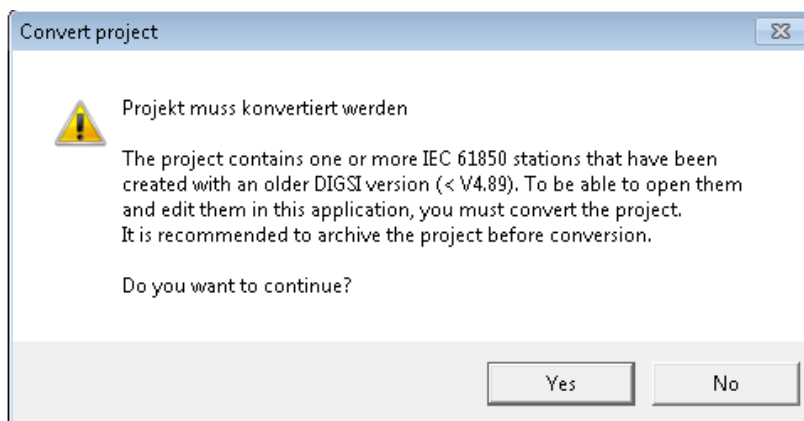 Convert project
Projekt muss konvertiert werden
The project contains one or more IEC 61850 stations that have been
created with an older DIGSI version (< V4.89). To be able to open them
and edit them in this application, you must convert the project.
It is recommended to archive the project before conversion.
Do you want to continue?
Yes No